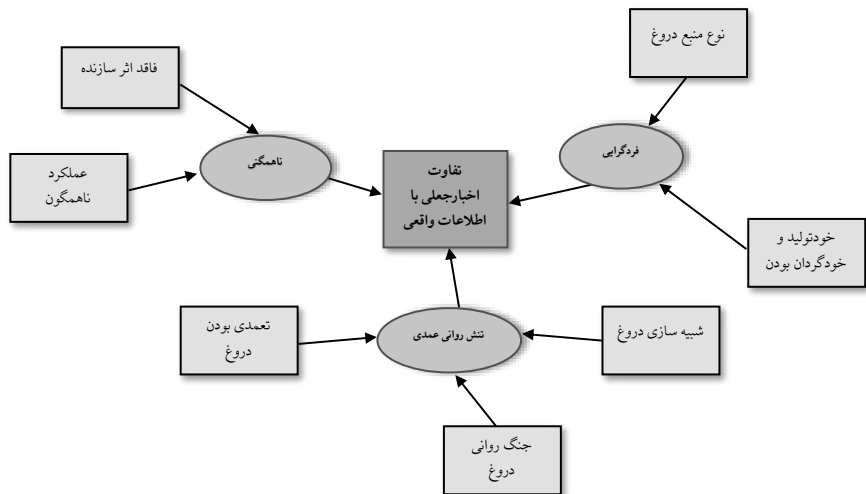 نوع منبع دروغ
فاقد اثر سازنده
فردگرایی
ناهمگنی
تفاوت
اخبارجعلی با
اطلاعات واقعی
عملکرد
ناهمگون
خودتولید و
خودگردان بودن
تعمدی بودن
دروغ
تنش روانی عمدی
شبیه سازی دروغ
جنگ روانی
دروغ